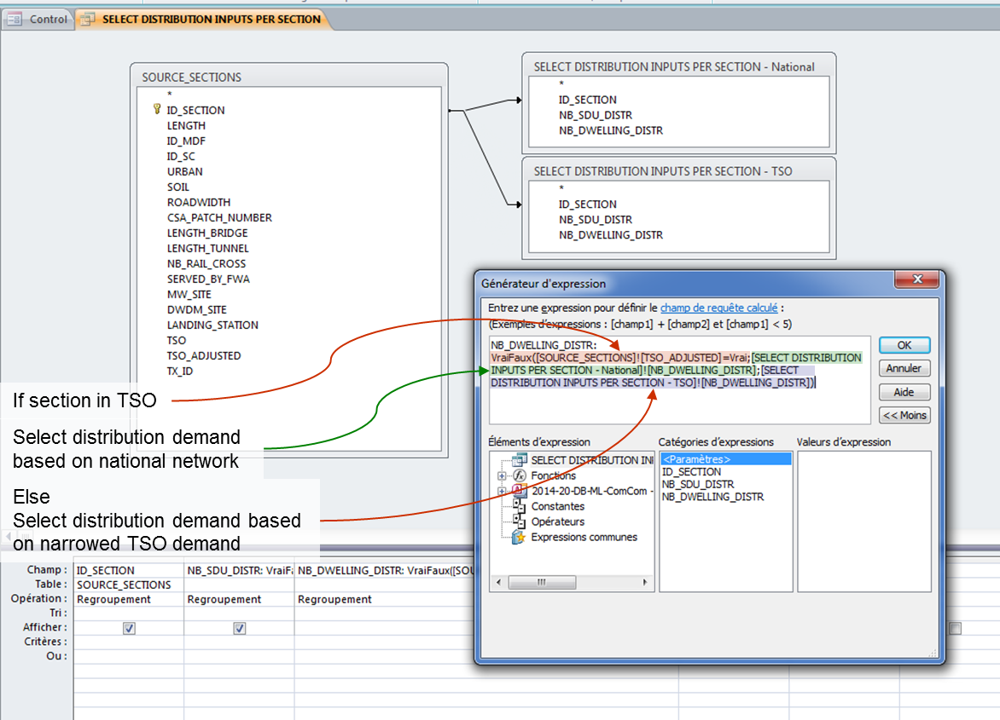 Control
SELECT DISTRIBUTION INPUTS PER SECTION
SOURCE_SECTIONS
*
ID_SECTION
LENGTH
ID_MDF
ID_SC
URBAN
SOIL
ROADWIDTH
CSA_PATCH_NUMBER
LENGTH_BRIDGE
LENGTH_TUNNEL
NB_RAIL_CROSS
SERVED_BY_FWA
MW_SITE
DWDM_SITE
LANDING_STATION
TSO
TSO_ADJUSTED
TX_ID
SELECT DISTRIBUTION INPUTS PER SECTION - National
*
ID_SECTION
NB_SDU_DISTR
NB_DWELLING_DISTR
SELECT DISTRIBUTION INPUTS PER SECTION - TSO
*
ID_SECTION
NB_SDU_DISTR
NB_DWELLING_DISTR
If section in TSO
Select distribution demand
based on national network
Else
Select distribution demand based
on narrowed TSO demand
Générateur d'expression
Entrez une expression pour définir le champ de requête calculé :
(Exemples d'expressions : [champ1] + [champ2] et [champ1] < 5)
NB_DWELLING_DISTR:
VraiFaux([SOURCE_SECTIONS]![TSO_ADJUSTED]=Vrai;[SELECT DISTRIBUTION
INPUTS PER SECTION - National]![NB_DWELLING_DISTR];[SELECT
DISTRIBUTION INPUTS PER SECTION - TSO]![NB_DWELLING_DISTR])
OK
Annuler
Aide
<< Moins
Éléments d'expression
SELECT DISTRIBUTION IN
Fonctions
2014-20-DB-ML-ComCom -
Constantes
Opérateurs
Expressions communes
Catégories d'expressions
<Paramètres>
ID_SECTION
NB_SDU_DISTR
NB_DWELLING_DISTR
Valeurs d'expression
Champ : ID_SECTION NB_SDU_DISTR: VraiFa NB_DWELLING_DISTR: VraiFaux([SOU
Table : SOURCE_SECTIONS
Opération : Regroupement Regroupement Regroupement
Tri :
Afficher :
Critères :
Ou :